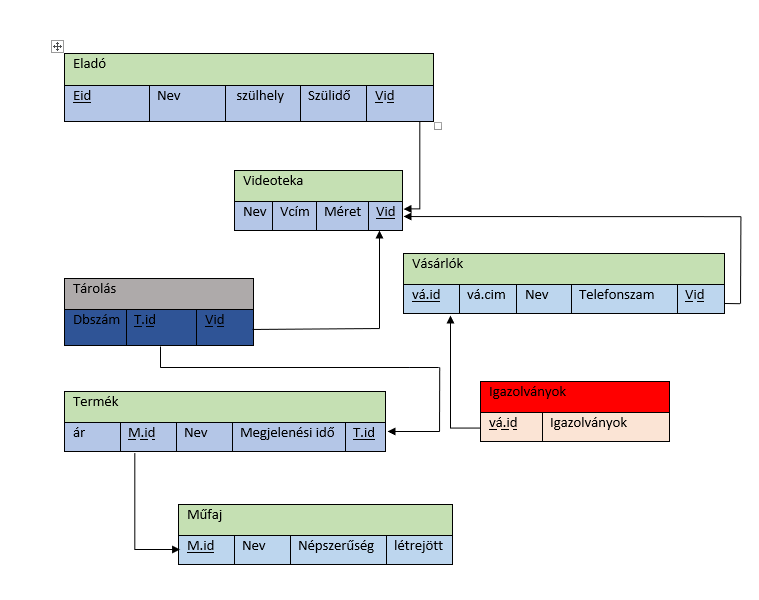 Eladó
Eid Nev szülhely Szülidő Vid
Videoteka
Nev Vcím Méret Vid
Vásárlók
vá.id vá.cim Nev Telefonszam Vid
Tárolás
Dbszám T.id Vid
Igazolványok
vá.id Igazolványok
Termék
ár M.id Nev Megjelenési idő T.id
Műfaj
M.id Nev Népszerűség létrejött